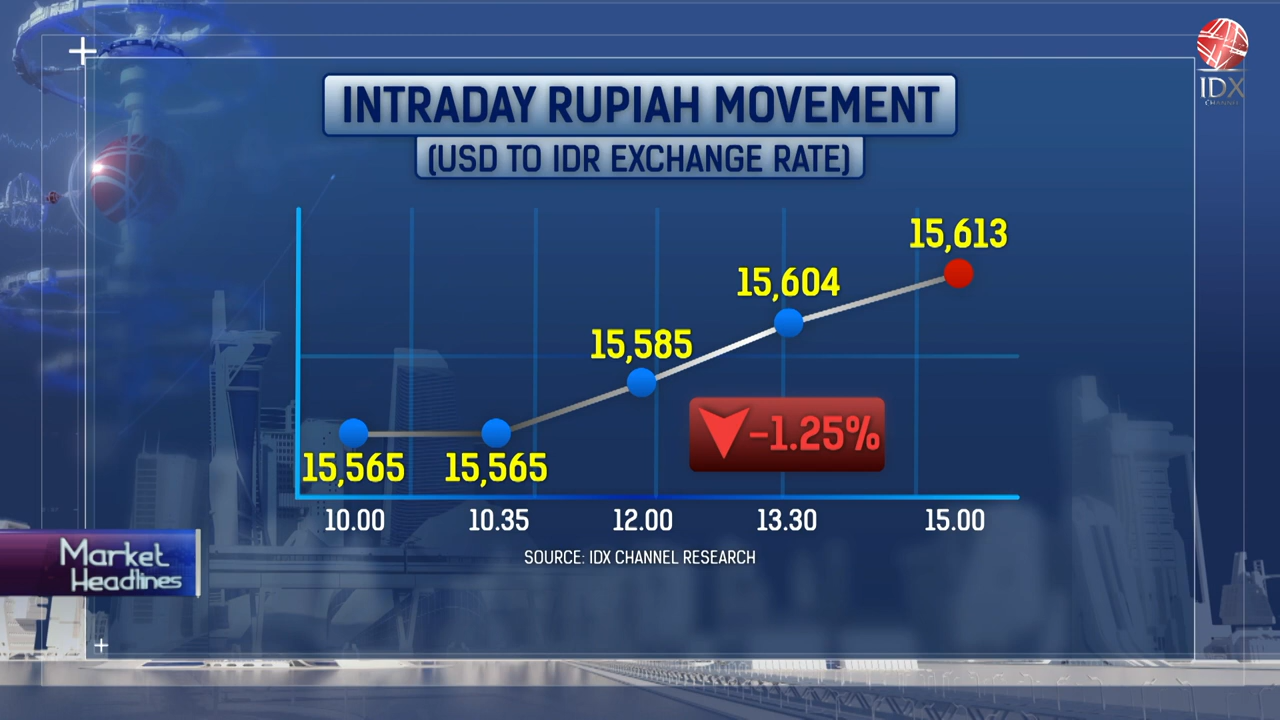 IDX
CHANNEL
INTRADAY RUPIAH MOVEMENT
(USD TO IDR EXCHANGE RATE)
15,613
15,604
15,585
-1.25%
15,565 15,565
10.00 10.35 12.00 13.30 15.00
SOURCE: IDX CHANNEL RESEARCH
Market
Headlines